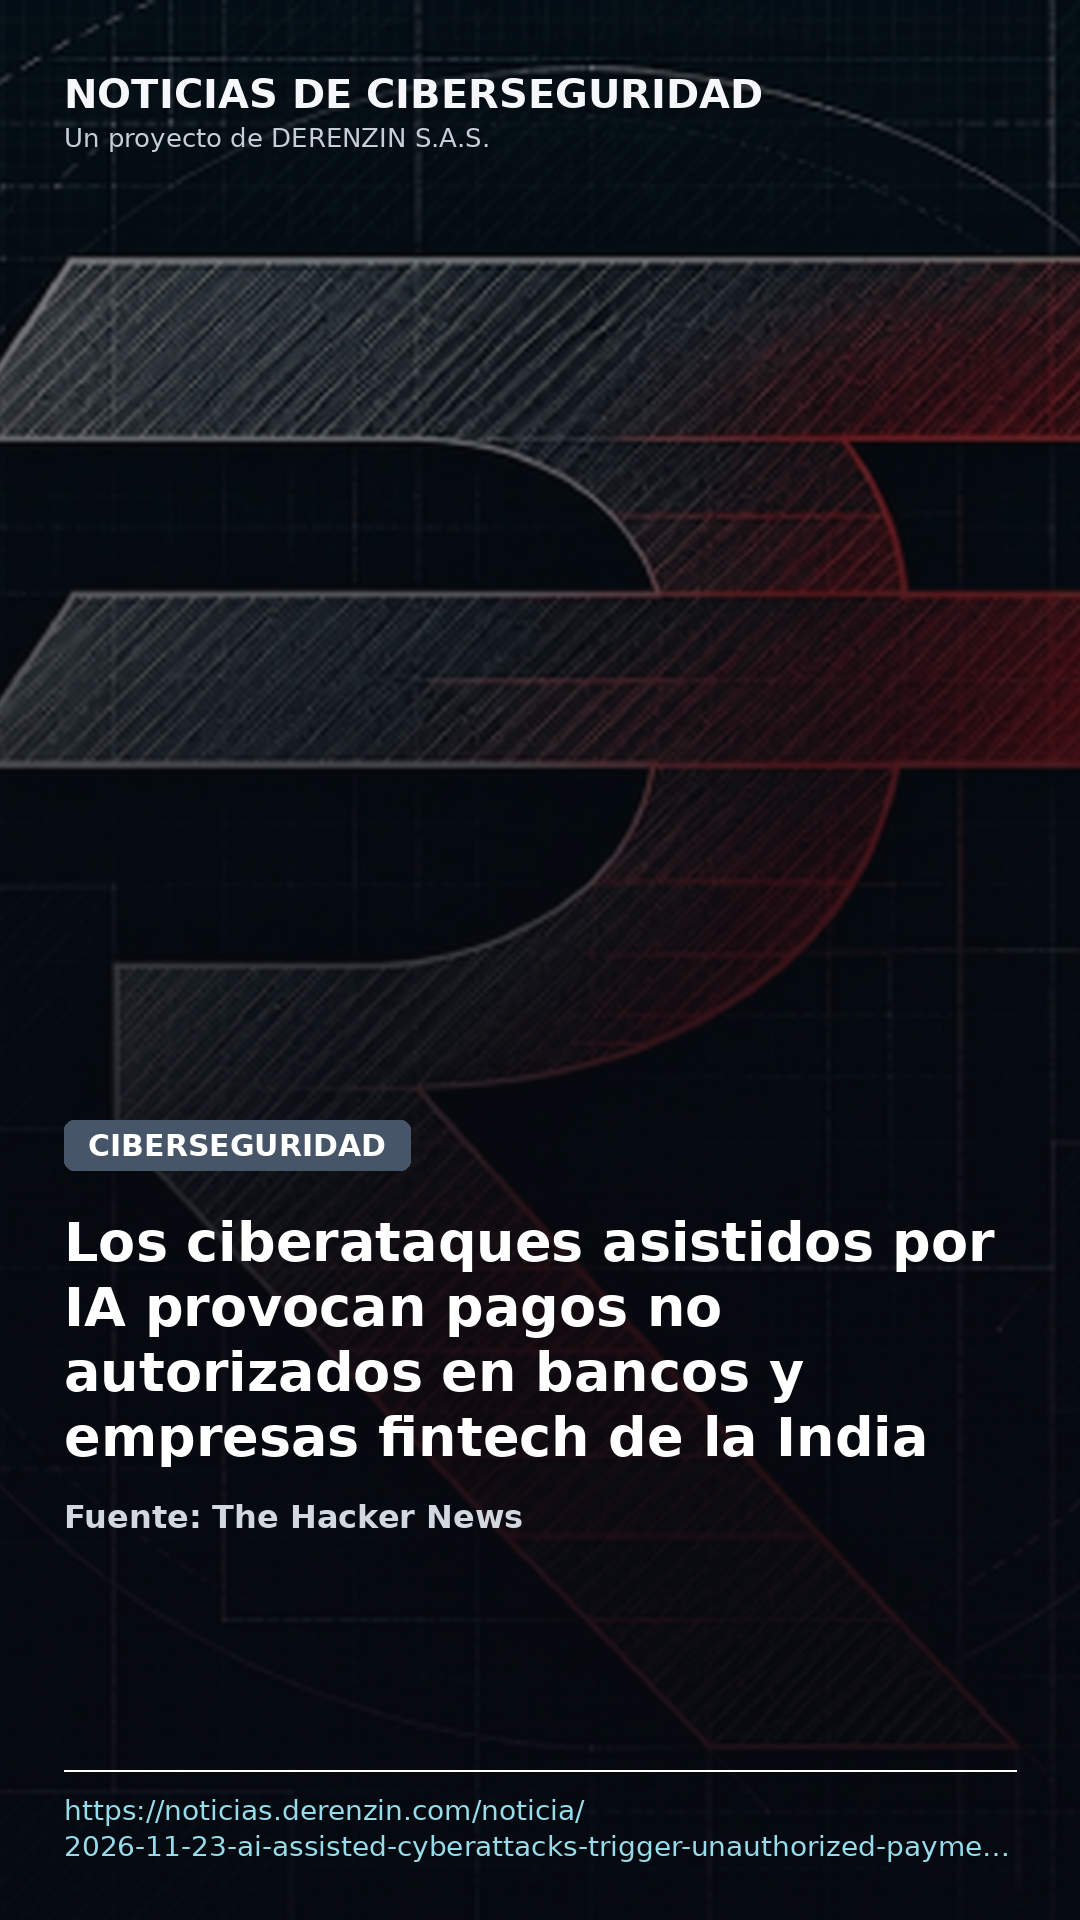 NOTICIAS DE CIBERSEGURIDAD
Un proyecto de DERENZIN S.A.S.
CIBERSEGURIDAD
Los ciberataques asistidos por
IA provocan pagos no
autorizados en bancos y
empresas fintech de la India
Fuente: The Hacker News
https://noticias.derenzin.com/noticia/
2026-11-23-ai-assisted-cyberattacks-trigger-unauthorized-payme...